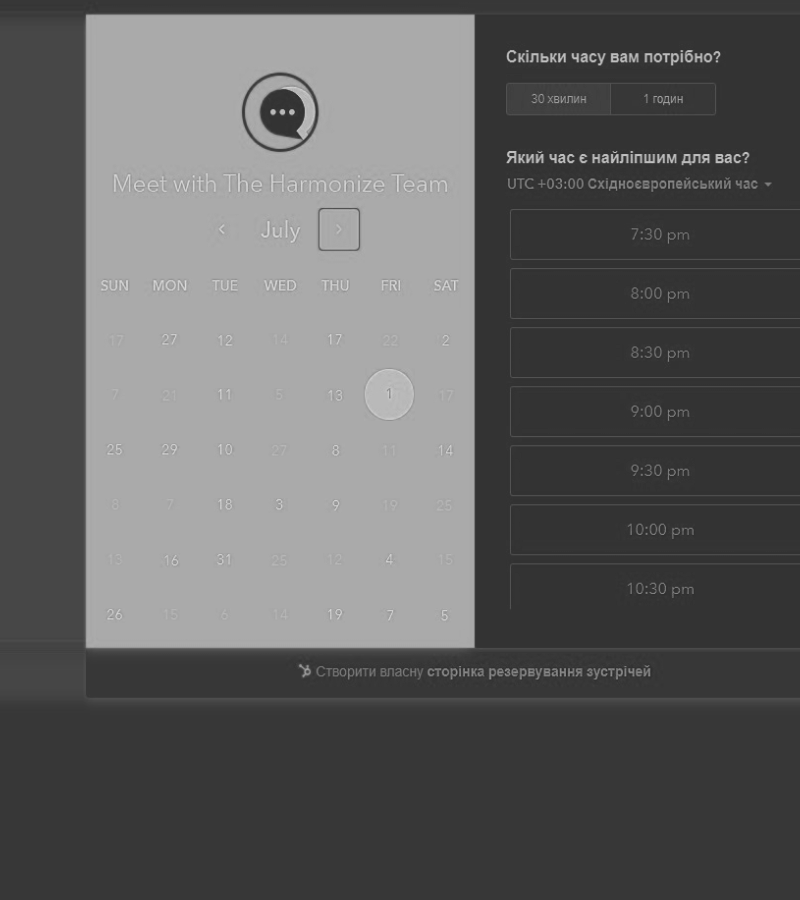 Meet with The Harmonize Team
July
SUN MON TUE WED THU FRI SAT
17 27 12 14 17 22 2
7 21 11 5 13 1 17
25 29 10 27 8 11 14
8 7 18 3 9 19 25
13 16 31 25 12 4 15
26 15 6 14 19 7 5
Скільки часу вам потрібно?
30 хвилин 1 годин
Який час є найліпшим для вас?
UTC +03:00 Східноєвропейський час
7:30 pm
8:00 pm
8:30 pm
9:00 pm
9:30 pm
10:00 pm
10:30 pm
Створити власну сторінка резервування зустрічей